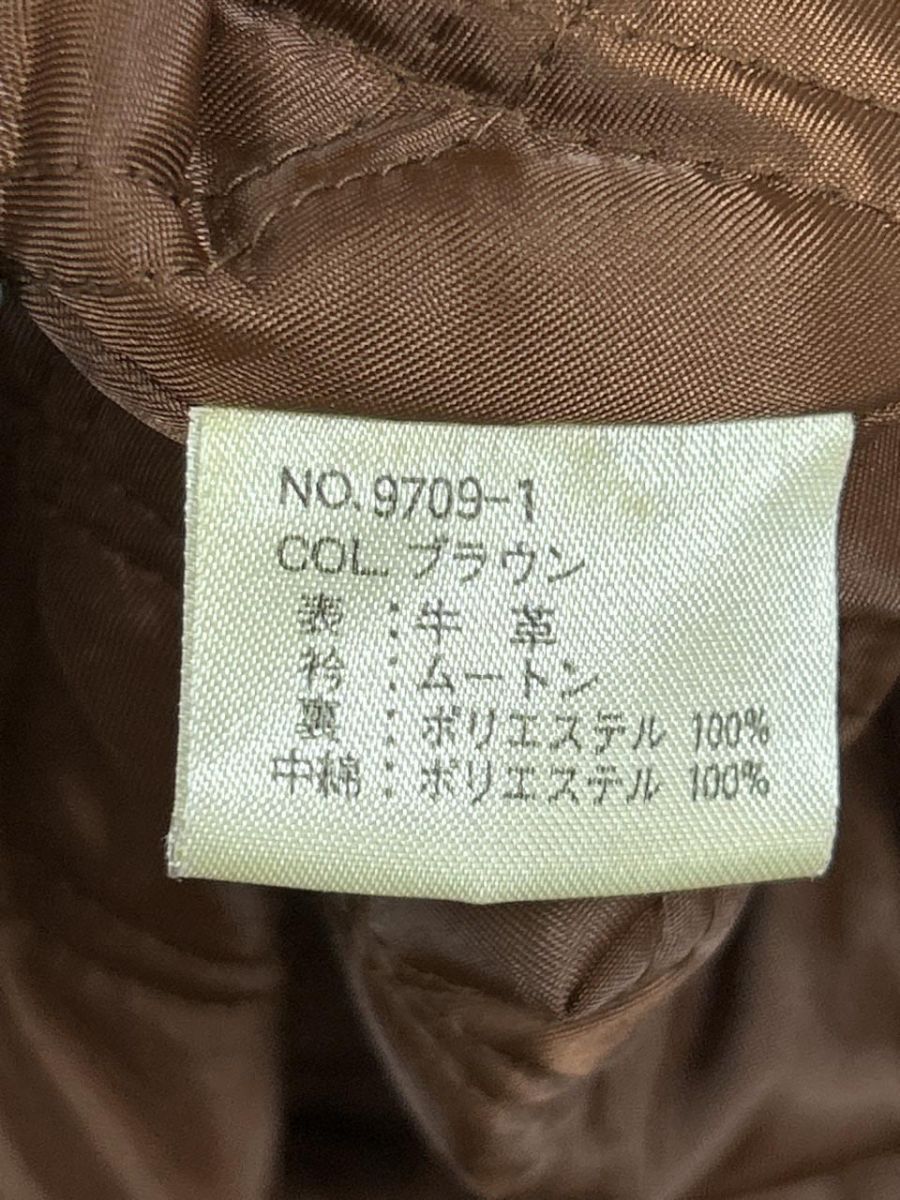 NO.9709-1
COL.ブラウン
表：牛 革
衿：ムートン
裏：ポリエステル 100%
中綿：ポリエステル 100%